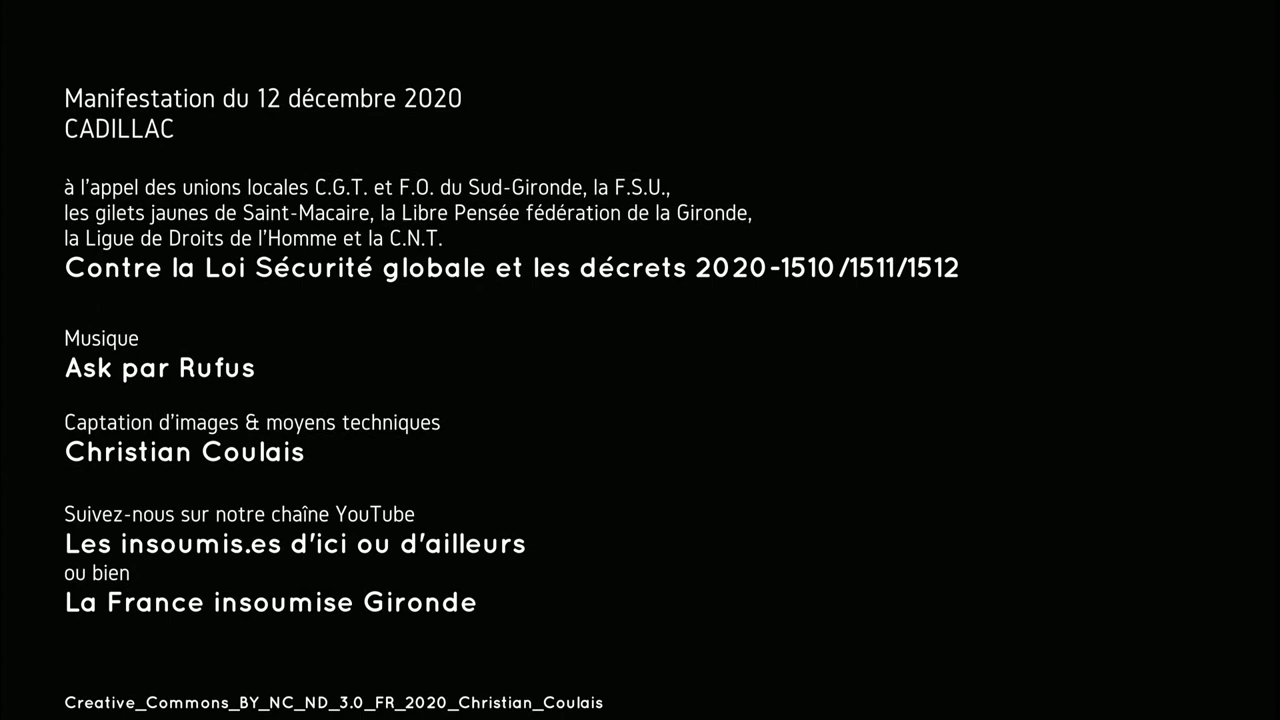 Manifestation du 12 décembre 2020
CADILLAC
à l'appel des unions locales C.G.T. et F.O. du Sud-Gironde, la F.S.U.,
les gilets jaunes de Saint-Macaire, la Libre Pensée fédération de la Gironde,
la Ligue de Droits de l'Homme et la C.N.T.
Contre la Loi Sécurité globale et les décrets 2020-1510/1511/1512
Musique
Ask par Rufus
Captation d'images & moyens techniques
Christian Coulais
Suivez-nous sur notre chaîne YouTube
Les insoumis.es d'ici ou d'ailleurs
ou bien
La France insoumise Gironde
Creative_Commons_BY_NC_ND_3.0_FR_2020_Christian_Coulais